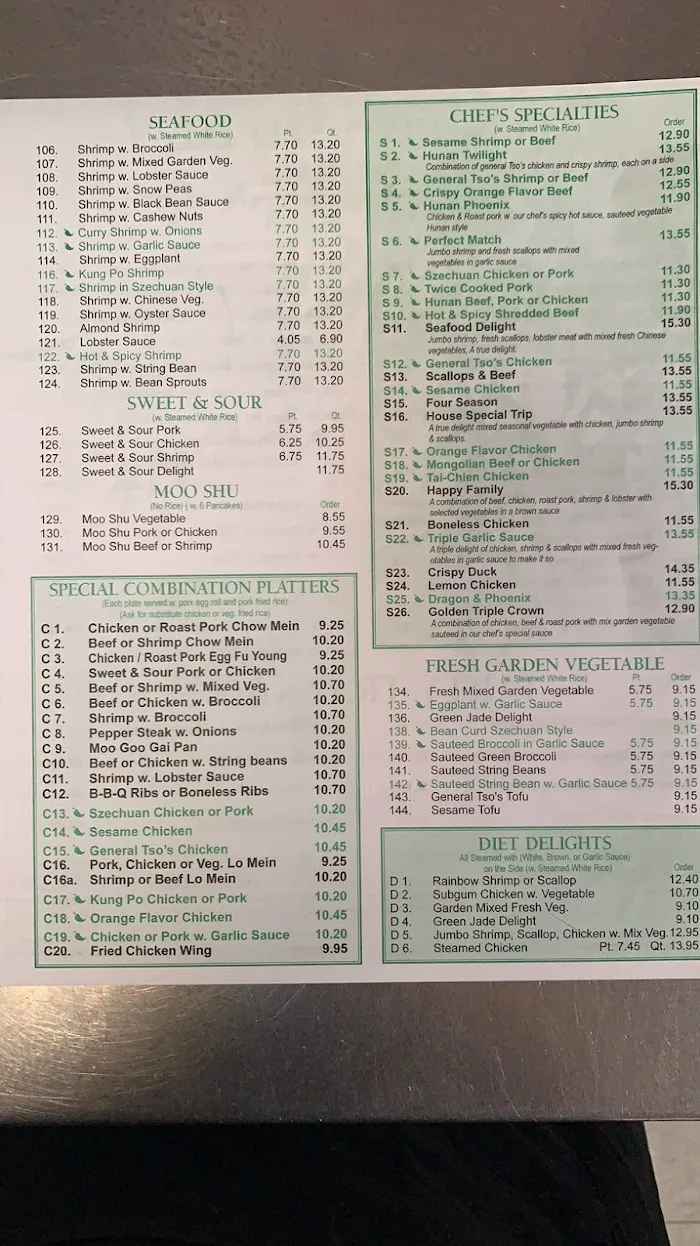 SEAFOOD
(w. Steamed White Rice) Pt. Qt.
106. Shrimp w. Broccoli 7.70 13.20
107. Shrimp w. Mixed Garden Veg. 7.70 13.20
108. Shrimp w. Lobster Sauce 7.70 13.20
109. Shrimp w. Snow Peas 7.70 13.20
110. Shrimp w. Black Bean Sauce 7.70 13.20
111. Shrimp w. Cashew Nuts 7.70 13.20
112. Curry Shrimp w. Onions 7.70 13.20
113. Shrimp w. Garlic Sauce 7.70 13.20
114. Shrimp w. Eggplant 7.70 13.20
116. Kung Po Shrimp 7.70 13.20
117. Shrimp in Szechuan Style 7.70 13.20
118. Shrimp w. Chinese Veg. 7.70 13.20
119. Shrimp w. Oyster Sauce 7.70 13.20
120. Almond Shrimp 7.70 13.20
121. Lobster Sauce 4.05 6.90
122. Hot & Spicy Shrimp 7.70 13.20
123. Shrimp w. String Bean 7.70 13.20
124. Shrimp w. Bean Sprouts 7.70 13.20
SWEET & SOUR
(w. Steamed White Rice) Pt. Qt.
125. Sweet & Sour Pork 5.75 9.95
126. Sweet & Sour Chicken 6.25 10.25
127. Sweet & Sour Shrimp 6.75 11.75
128. Sweet & Sour Delight 11.75
MOO SHU
(No Rice) ( w. 6 Pancakes) Order
129. Moo Shu Vegetable 8.55
130. Moo Shu Pork or Chicken 9.55
131. Moo Shu Beef or Shrimp 10.45
SPECIAL COMBINATION PLATTERS
(Each plate served w. pork egg roll and pork fried rice)
(Ask for substitute chicken or veg. fried rice)
C 1. Chicken or Roast Pork Chow Mein 9.25
C 2. Beef or Shrimp Chow Mein 10.20
C 3. Chicken / Roast Pork Egg Fu Young 9.25
C 4. Sweet & Sour Pork or Chicken 10.20
C 5. Beef or Shrimp w. Mixed Veg. 10.70
C 6. Beef or Chicken w. Broccoli 10.20
C 7. Shrimp w. Broccoli 10.70
C 8. Pepper Steak w. Onions 10.20
C 9. Moo Goo Gai Pan 10.20
C10. Beef or Chicken w. String beans 10.20
C11. Shrimp w. Lobster Sauce 10.70
C12. B-B-Q Ribs or Boneless Ribs 10.70
C13. Szechuan Chicken or Pork 10.20
C14. Sesame Chicken 10.45
C15. General Tso's Chicken 10.45
C16. Pork, Chicken or Veg. Lo Mein 9.25
C16a. Shrimp or Beef Lo Mein 10.20
C17. Kung Po Chicken or Pork 10.20
C18. Orange Flavor Chicken 10.45
C19. Chicken or Pork w. Garlic Sauce 10.20
C20. Fried Chicken Wing 9.95
CHEF'S SPECIALTIES
(w. Steamed White Rice) Order
S 1. Sesame Shrimp or Beef 12.90
S 2. Hunan Twilight 13.55
Combination of general Tso's chicken and crispy shrimp, each on a side
S 3. General Tso's Shrimp or Beef 12.90
S 4. Crispy Orange Flavor Beef 12.55
S 5. Hunan Phoenix 11.90
Chicken & Roast pork w. our chef's spicy hot sauce, sauteed vegetable
Hunan style
S 6. Perfect Match 13.55
Jumbo shrimp and fresh scallops with mixed
vegetables in garlic sauce
S 7. Szechuan Chicken or Pork 11.30
S 8. Twice Cooked Pork 11.30
S 9. Hunan Beef, Pork or Chicken 11.30
S10. Hot & Spicy Shredded Beef 11.90
S11. Seafood Delight 15.30
Jumbo shrimp, fresh scallops, lobster meat with mixed fresh Chinese
vegetables, A true delight.
S12. General Tso's Chicken 11.55
S13. Scallops & Beef 13.55
S14. Sesame Chicken 11.55
S15. Four Season 13.55
S16. House Special Trip 13.55
A true delight mixed seasonal vegetable with chicken, jumbo shrimp
& scallops.
S17. Orange Flavor Chicken 11.55
S18. Mongolian Beef or Chicken 11.55
S19. Tai-Chien Chicken 11.55
S20. Happy Family 15.30
A combination of beef, chicken, roast pork, shrimp & lobster with
selected vegetables in a brown sauce
S21. Boneless Chicken 11.55
S22. Triple Garlic Sauce 13.55
A triple delight of chicken, shrimp & scallops with mixed fresh veg-
etables in garlic sauce to make it so
S23. Crispy Duck 14.35
S24. Lemon Chicken 11.55
S25. Dragon & Phoenix 13.35
S26. Golden Triple Crown 12.90
A combination of chicken, beef & roast pork with mix garden vegetable
sauteed in our chef's special sauce
FRESH GARDEN VEGETABLE
(w. Steamed White Rice) Pt Qt.
134. Fresh Mixed Garden Vegetable 5.75 9.15
135. Eggplant w. Garlic Sauce 5.75 9.15
136. Green Jade Delight 9.15
138. Bean Curd Szechuan Style 9.15
139. Sauteed Broccoli in Garlic Sauce 5.75 9.15
140. Sauteed Green Broccoli 5.75 9.15
141. Sauteed String Beans 5.75 9.15
142. Sauteed String Bean w. Garlic Sauce 5.75 9.15
143. General Tso's Tofu 9.15
144. Sesame Tofu 9.15
DIET DELIGHTS
All Steamed with (White, Brown, or Garlic Sauce)
on the Side (w. Steamed White Rice) Order
D 1. Rainbow Shrimp or Scallop 12.40
D 2. Subgum Chicken w. Vegetable 10.70
D 3. Garden Mixed Fresh Veg. 9.10
D 4. Green Jade Delight 9.10
D 5. Jumbo Shrimp, Scallop, Chicken w. Mix Veg. 12.95
D 6. Steamed Chicken Pt. 7.45 Qt. 13.95